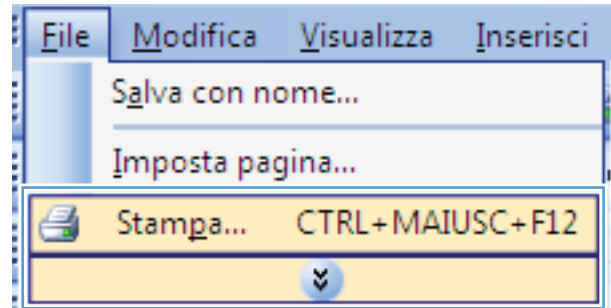 File Modifica Visualizza Inserisci
Salva con nome...
Imposta pagina...
Stampa... CTRL+MAIUSC+F12